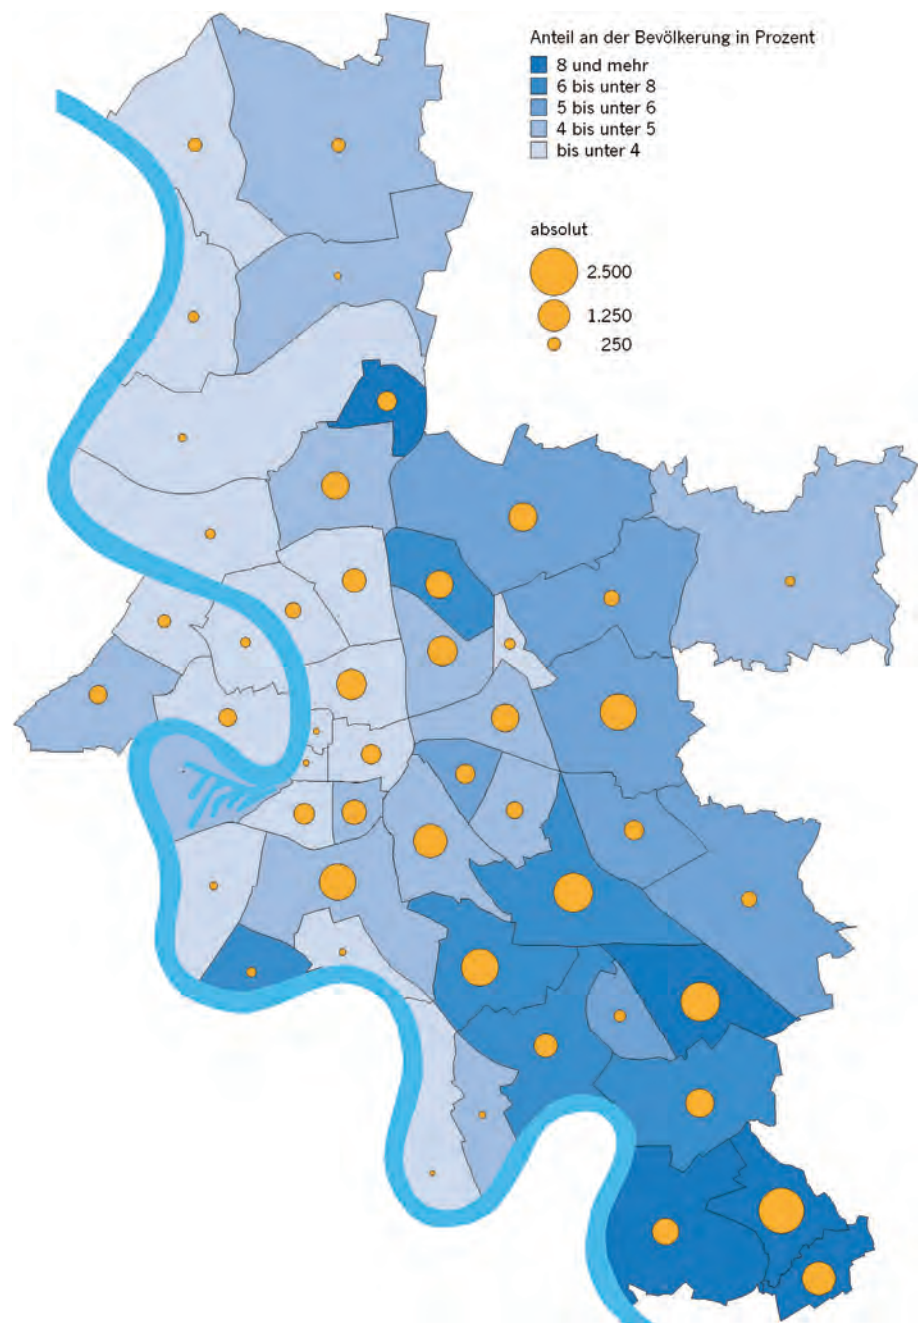 Anteil an der Bevölkerung in Prozent
8 und mehr
6 bis unter 8
5 bis unter 6
4 bis unter 5
bis unter 4
absolut
2.500
1.250
250